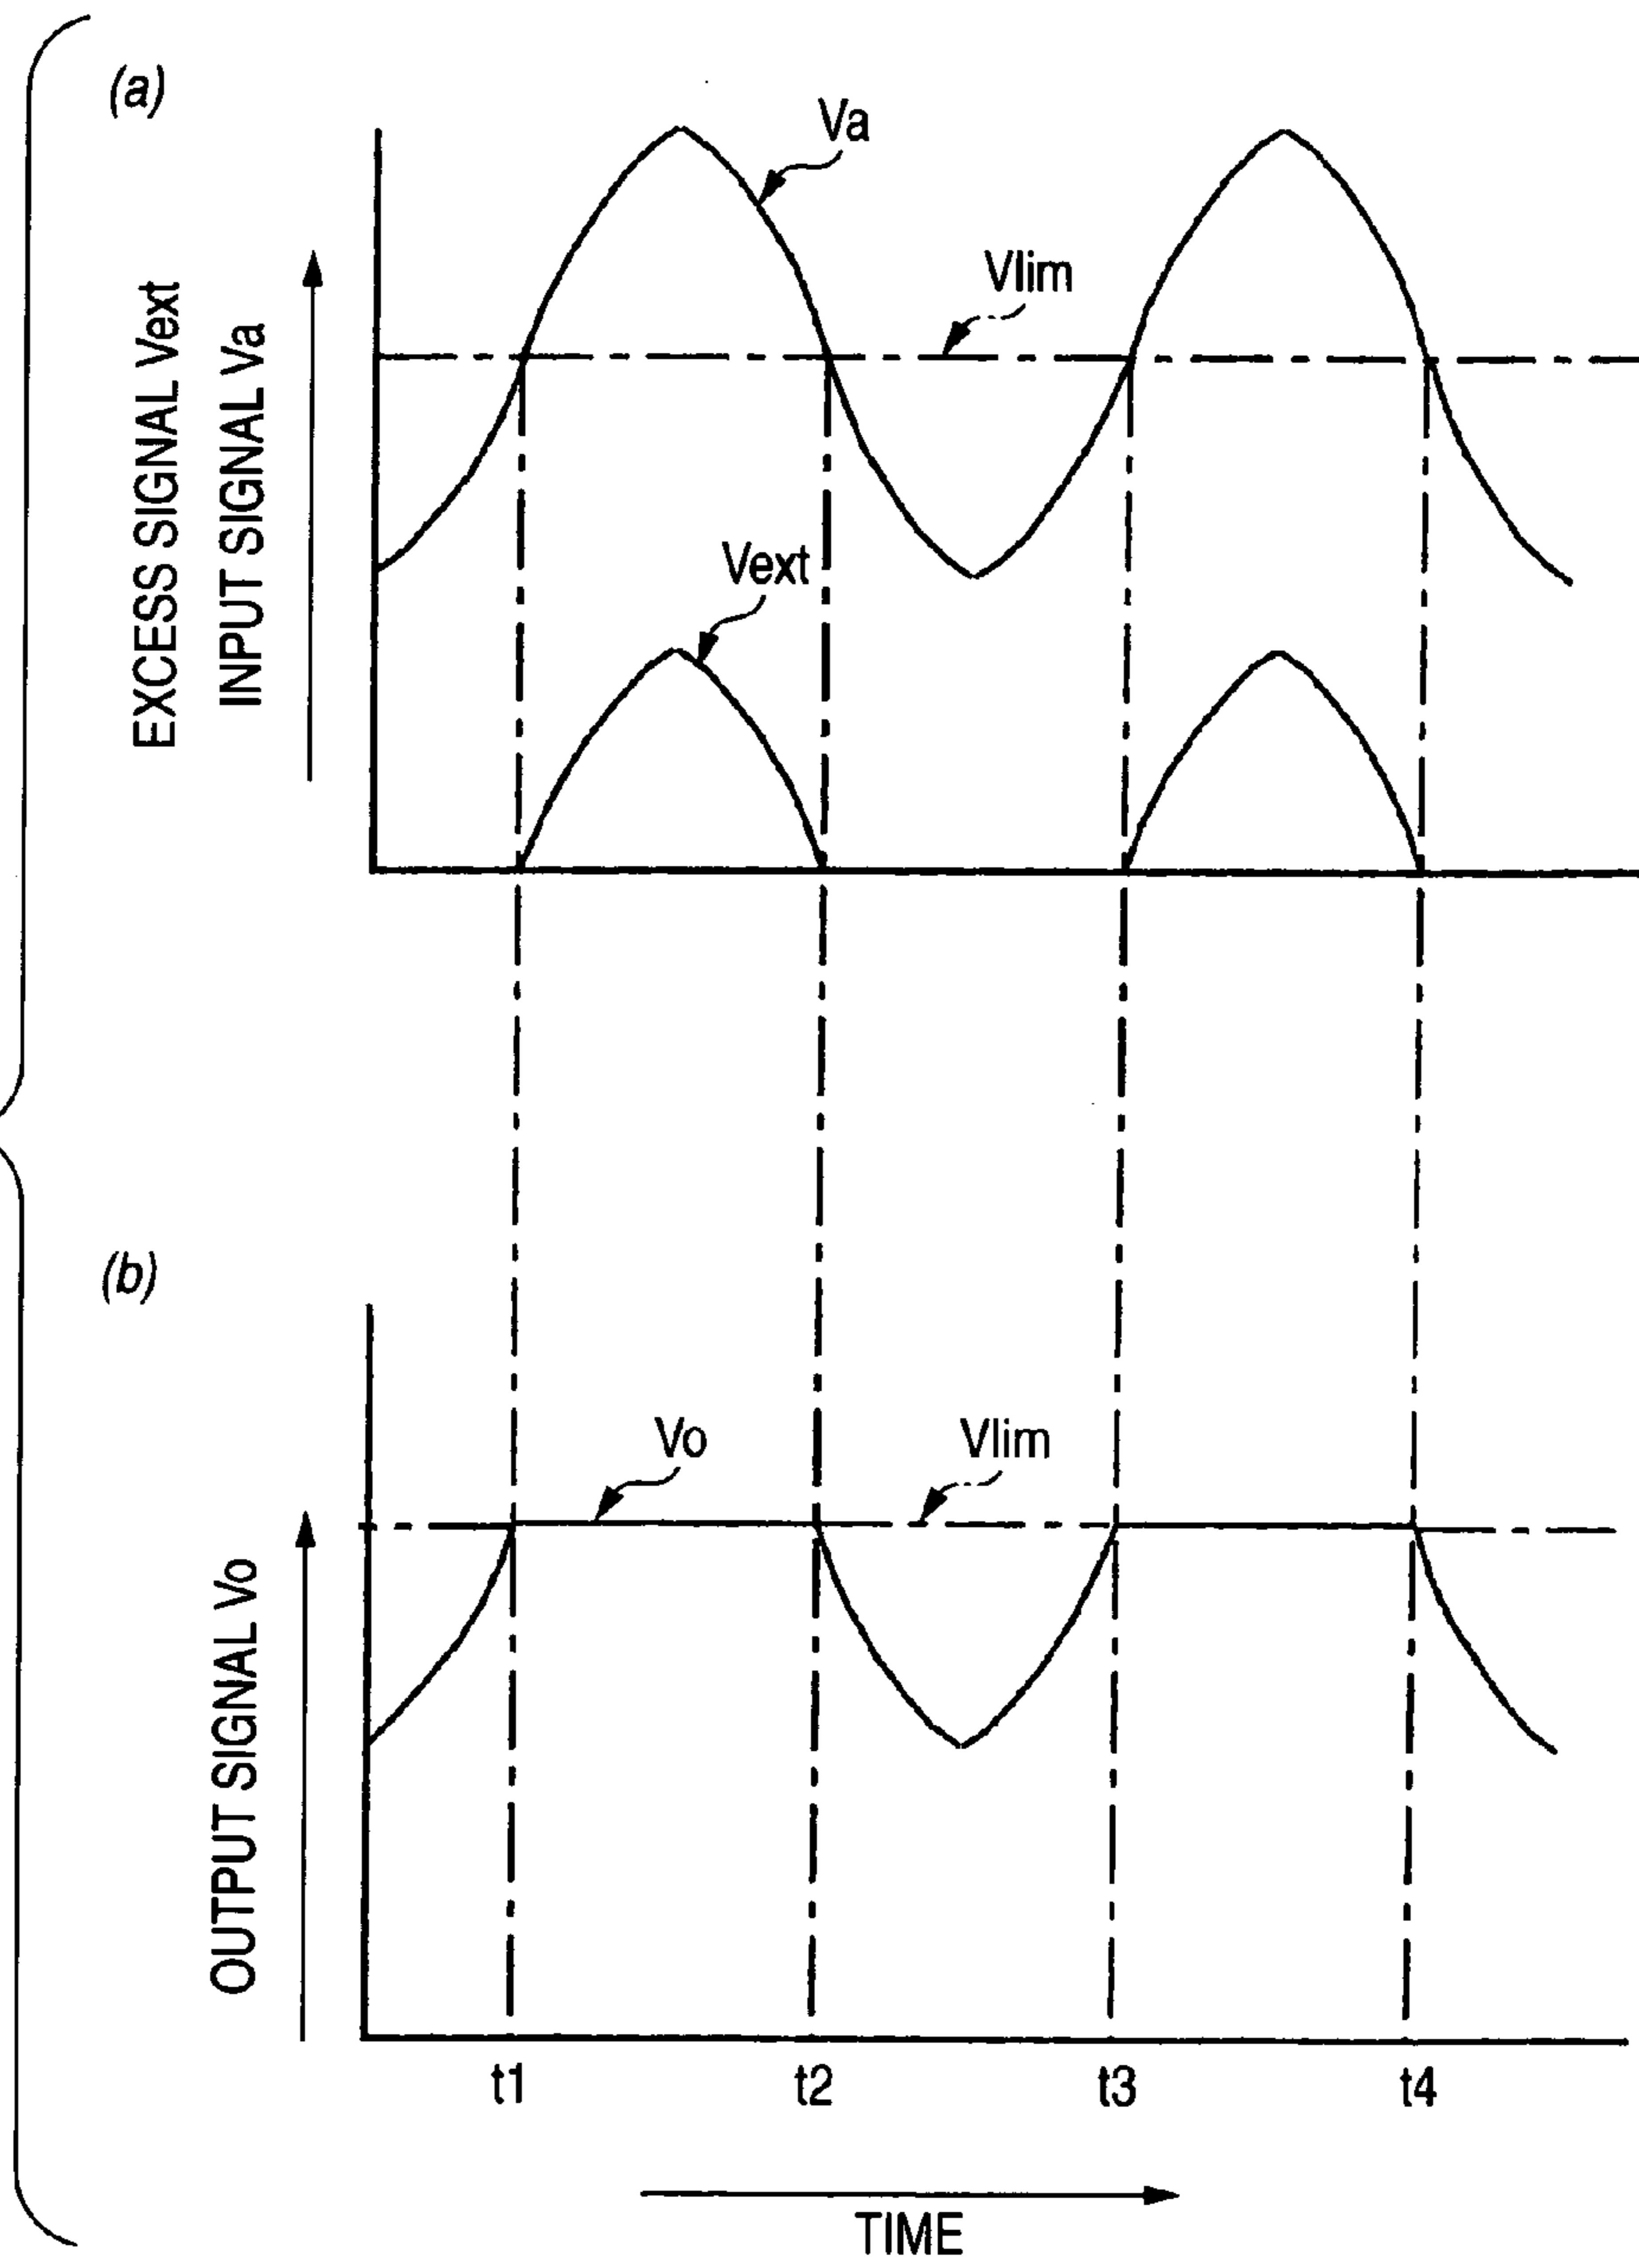 (a)
Va
Vlim
EXCESS SIGNAL Vext
INPUT SIGNAL Va
Vext
(b)
Vo
Vlim
OUTPUT SIGNAL Vo
t1 t2 t3 t4
TIME